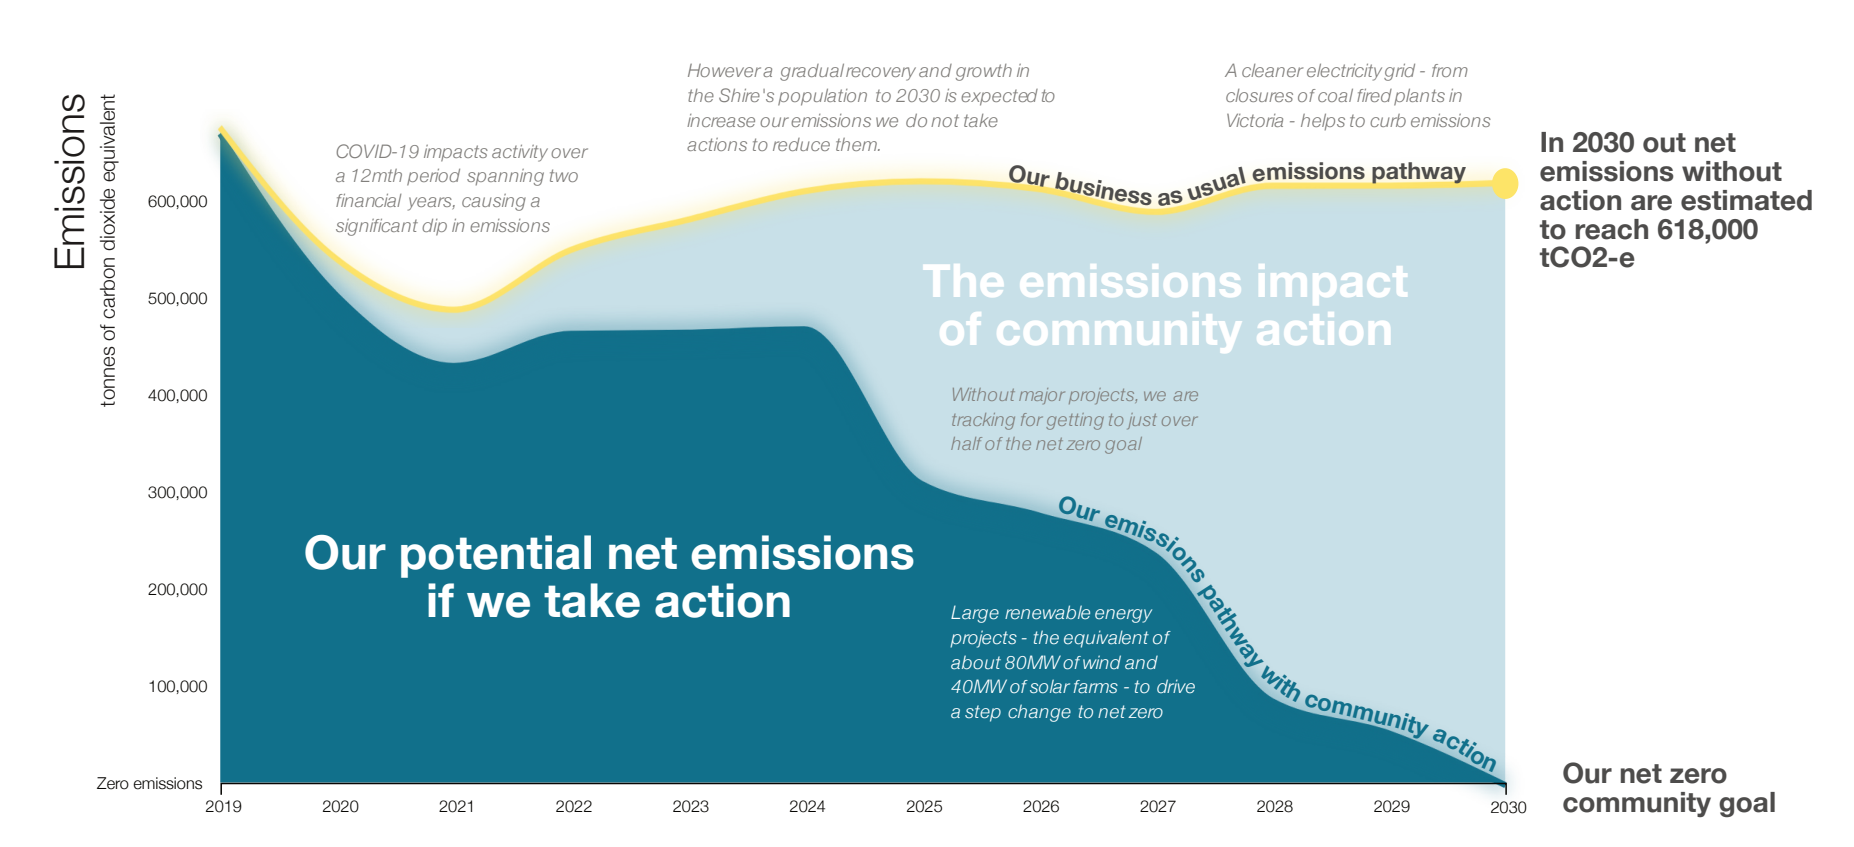 Emissions
tonnes of carbon dioxide equivalent
600,000
500,000
400,000
300,000
200,000
100,000
Zero emissions
2019
2020
2021
2022
2023
2024
2025
2026
2027
2028
2029
2030
COVID-19 impacts activity over
a 12mth period spanning two
financial years, causing a
significant dip in emissions
However a gradual recovery and growth in
the Shire's population to 2030 is expected to
increase our emissions we do not take
actions to reduce them.
A cleaner electricity grid - from
closures of coal fired plants in
Victoria - helps to curb emissions
Our business as usual emissions pathway
In 2030 out net
emissions without
action are estimated
to reach 618,000
tCO2-e
The emissions impact
of community action
Without major projects, we are
tracking for getting to just over
half of the net zero goal
Our emissions pathway with community action
Our potential net emissions
if we take action
Large renewable energy
projects - the equivalent of
about 80MW of wind and
40MW of solar farms - to drive
a step change to net zero
Our net zero
community goal